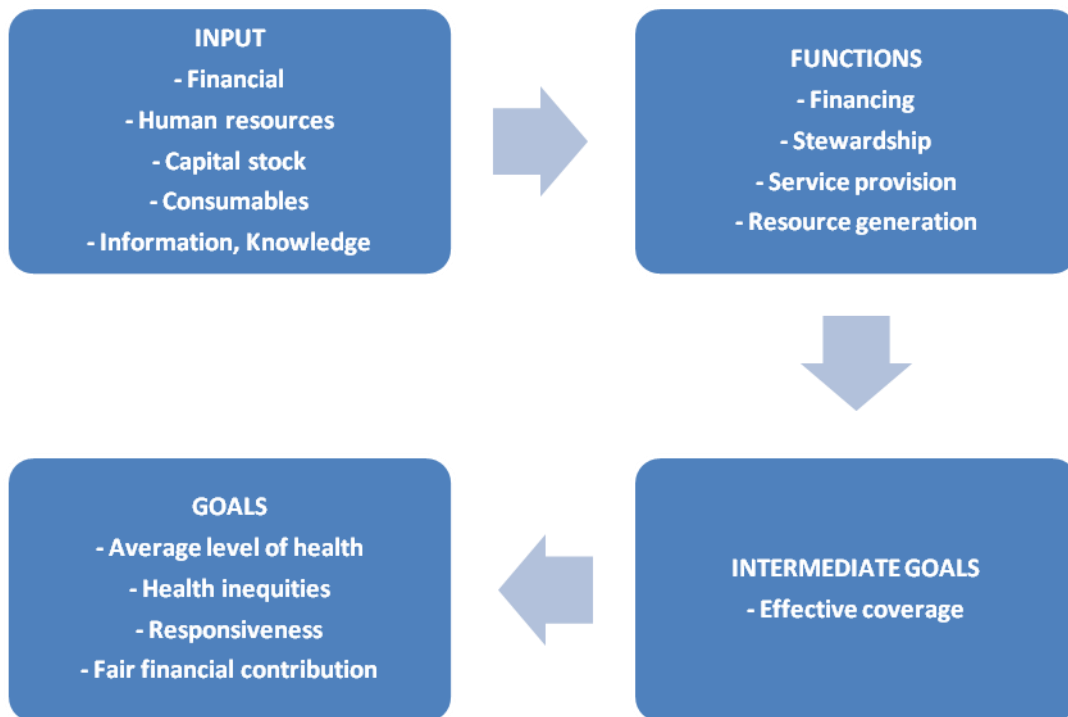 INPUT
- Financial
- Human resources
- Capital stock
- Consumables
- Information, Knowledge
FUNCTIONS
- Financing
- Stewardship
- Service provision
- Resource generation
INTERMEDIATE GOALS
- Effective coverage
GOALS
- Average level of health
- Health inequities
- Responsiveness
- Fair financial contribution